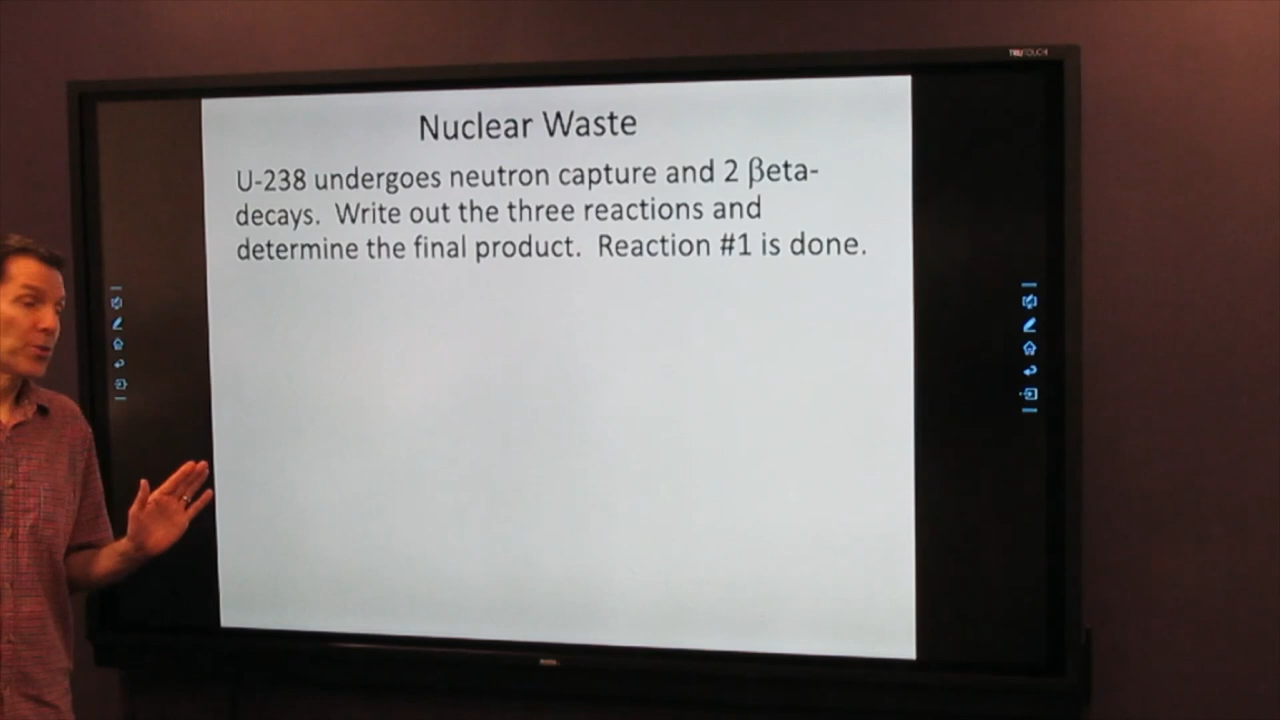 TRUTOUCH
Nuclear Waste
U-238 undergoes neutron capture and 2 βeta-
decays.  Write out the three reactions and
determine the final product.  Reaction #1 is done.